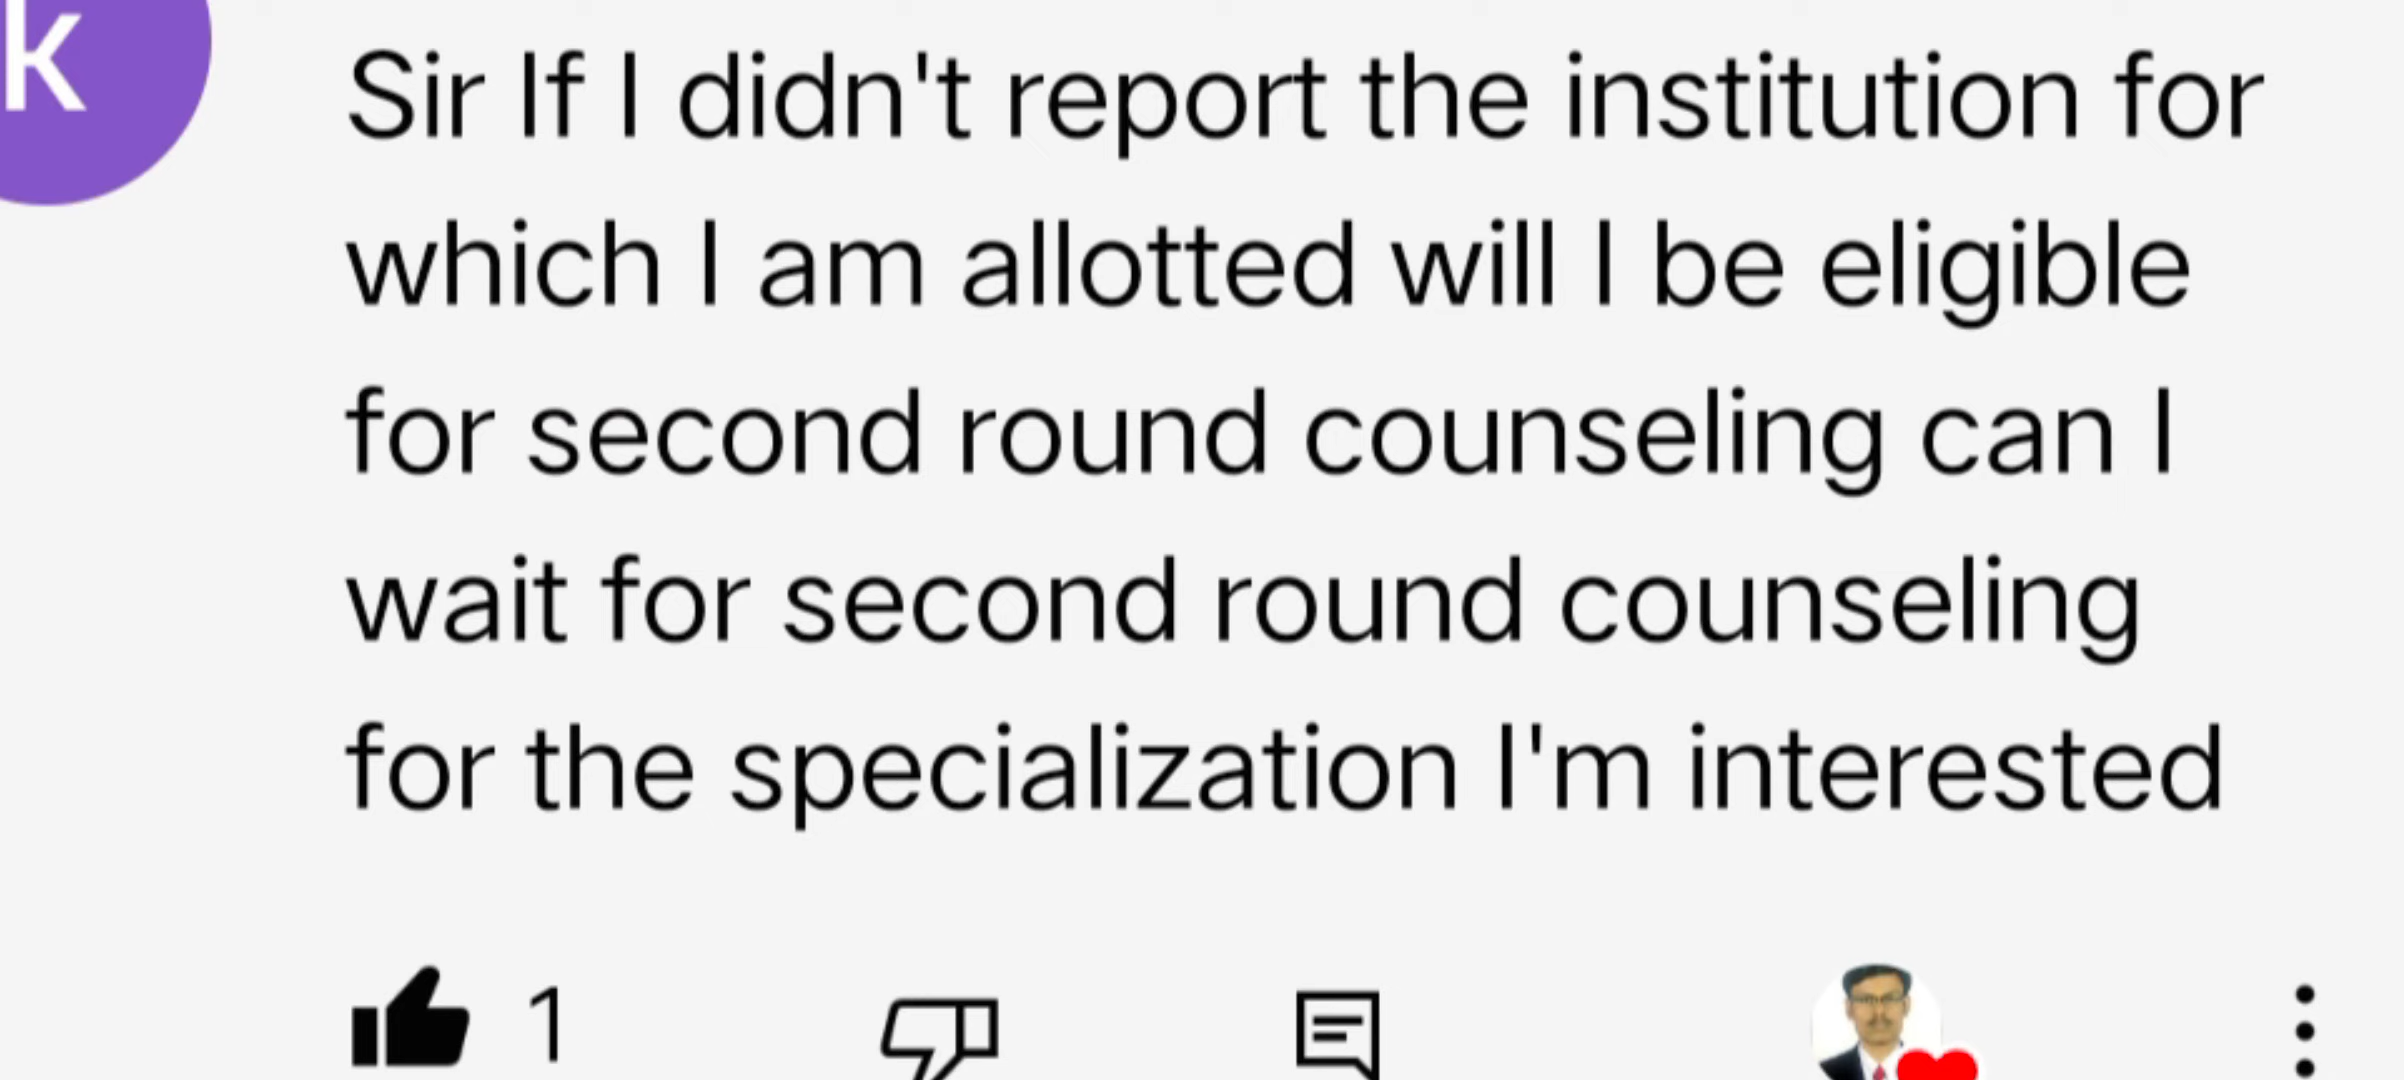 k
Sir If I didn't report the institution for
which I am allotted will I be eligible
for second round counseling can I
wait for second round counseling
for the specialization I'm interested
1